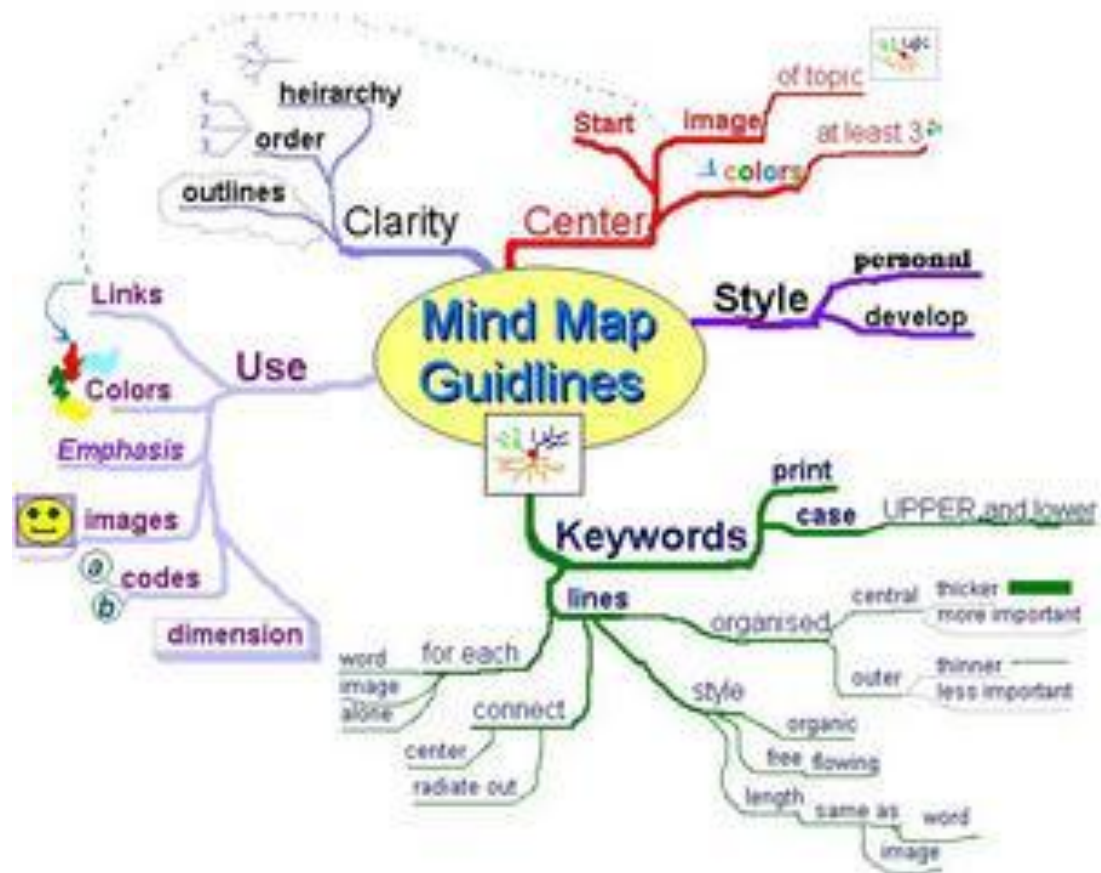 Mind Map
Guidlines
Center
Start
image
of topic
colors
at least 3
Style
personal
develop
Keywords
print
case
UPPER and lower
lines
organised
central
thicker
more important
outer
thinner
less important
style
organic
free flowing
length
same as
word
image
connect
center
radiate out
for each
word
image
alone
Use
Links
Colors
Emphasis
images
codes
a
b
dimension
Clarity
heirarchy
order
1
2
3
outlines